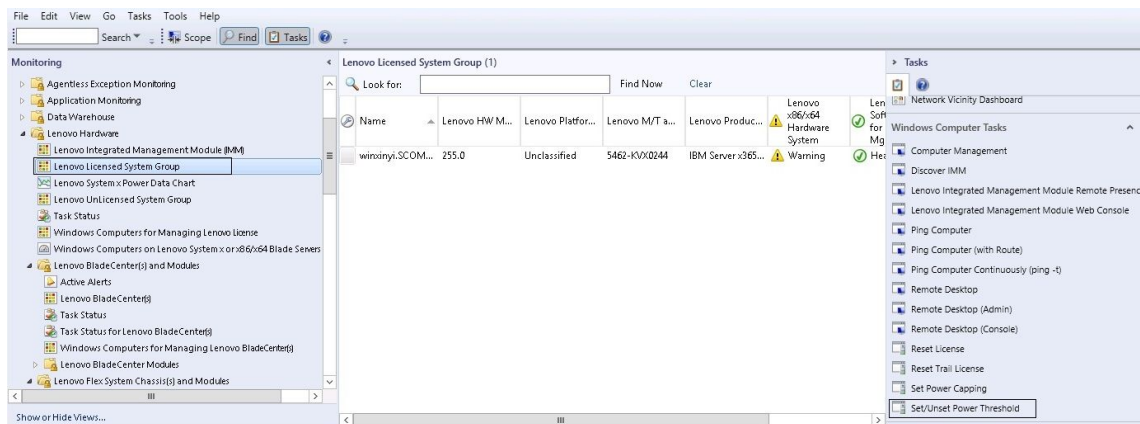 File Edit View Go Tasks Tools Help
Search Scope Find Tasks
Monitoring
Agentless Exception Monitoring
Application Monitoring
Data Warehouse
Lenovo Hardware
Lenovo Integrated Management Module (IMM)
Lenovo Licensed System Group
Lenovo System x Power Data Chart
Lenovo UnLicensed System Group
Task Status
Windows Computers for Managing Lenovo License
Windows Computers on Lenovo System x or x86/x64 Blade Servers
Lenovo BladeCenter(s) and Modules
Active Alerts
Lenovo BladeCenter(s)
Task Status
Task Status for Lenovo BladeCenter(s)
Windows Computers for Managing Lenovo BladeCenter(s)
Lenovo BladeCenter Modules
Lenovo Flex System Chassis(s) and Modules
Show or Hide Views...
Lenovo Licensed System Group (1)
Look for: Find Now Clear
Name Lenovo HW M... Lenovo Platfor... Lenovo M/T a... Lenovo Produc... Lenovo x86/x64 Hardware System Len Soft for Mg
winxinyi.SCOM... 255.0 Unclassified 5462-KVX0244 IBM Server x365... Warning Hea
Tasks
Network Vicinity Dashboard
Windows Computer Tasks
Computer Management
Discover IMM
Lenovo Integrated Management Module Remote Presenc
Lenovo Integrated Management Module Web Console
Ping Computer
Ping Computer (with Route)
Ping Computer Continuously (ping -t)
Remote Desktop
Remote Desktop (Admin)
Remote Desktop (Console)
Reset License
Reset Trail License
Set Power Capping
Set/Unset Power Threshold